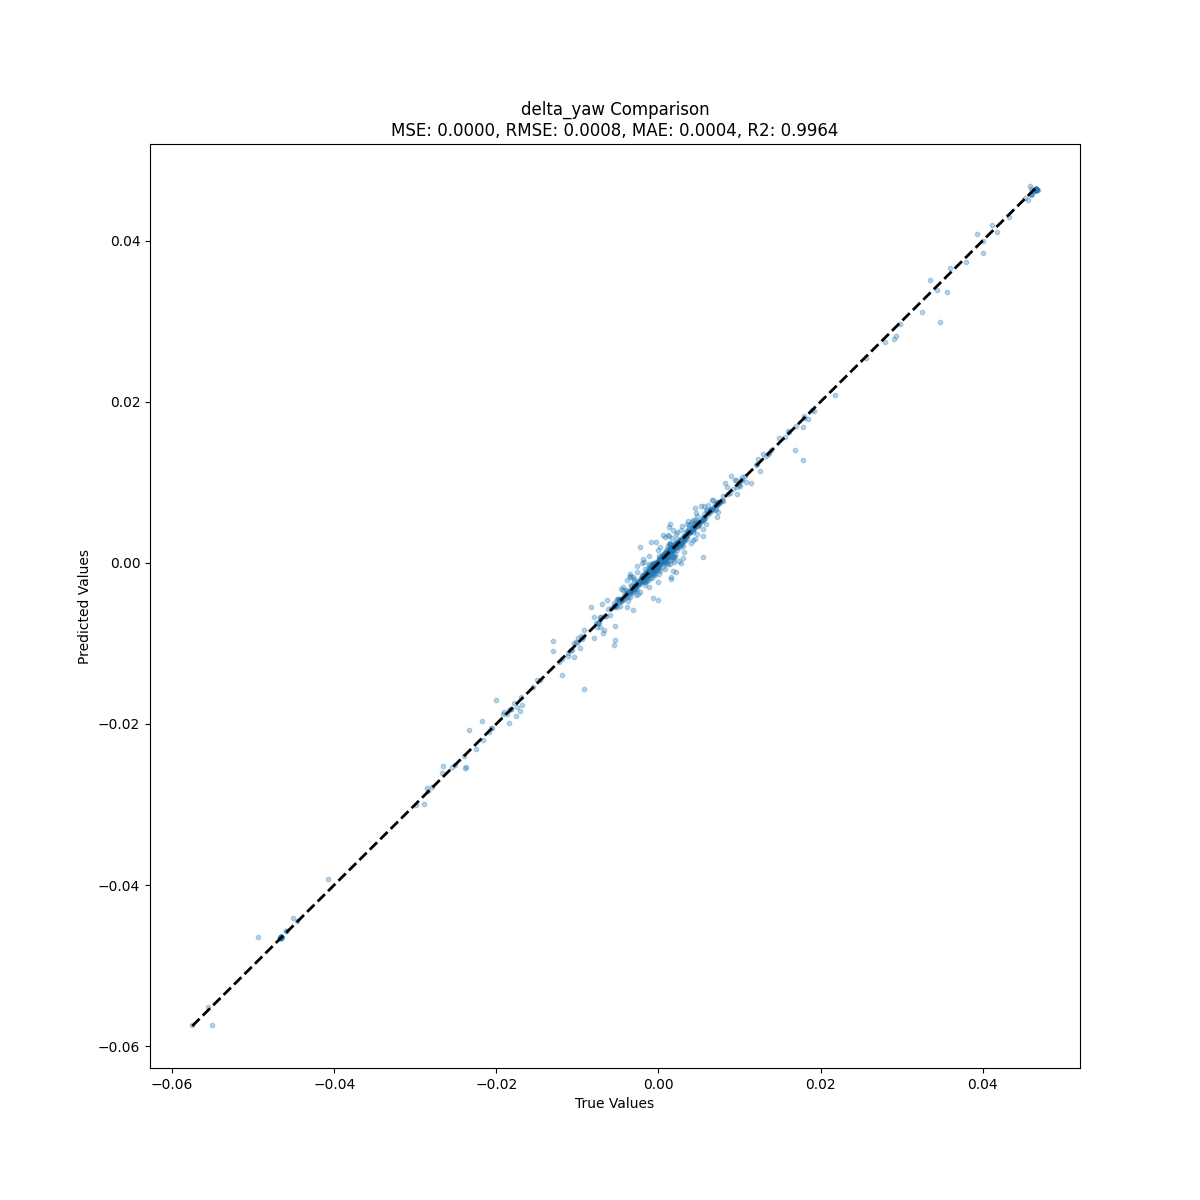 delta_yaw Comparison
MSE: 0.0000, RMSE: 0.0008, MAE: 0.0004, R2: 0.9964
0.04
0.02
0.00
−0.02
−0.04
−0.06
Predicted Values
−0.06 −0.04 −0.02 0.00 0.02 0.04
True Values